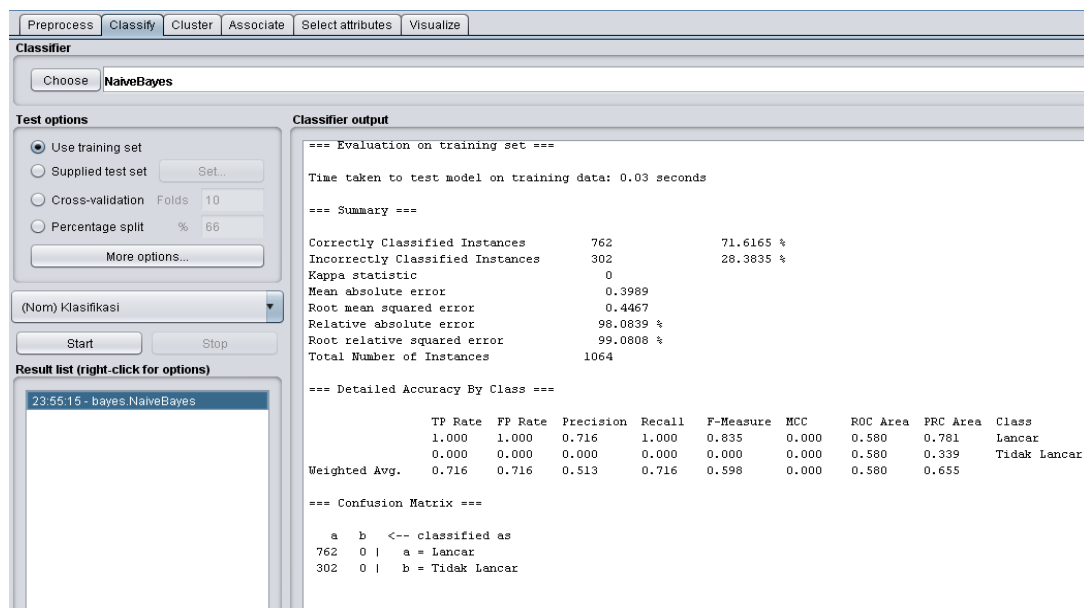 Preprocess Classify Cluster Associate Select attributes Visualize
Classifier
Choose NaiveBayes
Test options
Use training set
Supplied test set Set...
Cross-validation Folds 10
Percentage split % 66
More options...
(Nom) Klasifikasi
Start Stop
Result list (right-click for options)
23:55:15 - bayes.NaiveBayes
Classifier output
=== Evaluation on training set ===
Time taken to test model on training data: 0.03 seconds
=== Summary ===
Correctly Classified Instances 762 71.6165 %
Incorrectly Classified Instances 302 28.3835 %
Kappa statistic 0
Mean absolute error 0.3989
Root mean squared error 0.4467
Relative absolute error 98.0839 %
Root relative squared error 99.0808 %
Total Number of Instances 1064
=== Detailed Accuracy By Class ===
TP Rate FP Rate Precision Recall F-Measure MCC ROC Area PRC Area Class
1.000 1.000 0.716 1.000 0.835 0.000 0.580 0.781 Lancar
0.000 0.000 0.000 0.000 0.000 0.000 0.580 0.339 Tidak Lancar
Weighted Avg. 0.716 0.716 0.513 0.716 0.598 0.000 0.580 0.655
=== Confusion Matrix ===
a b <-- classified as
762 0 | a = Lancar
302 0 | b = Tidak Lancar